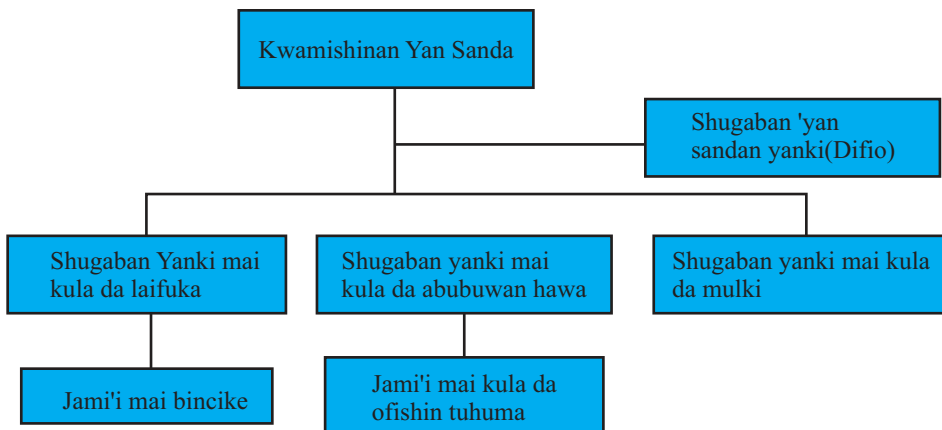 Kwamishinan Yan Sanda
Shugaban 'yan
sandan yanki(Difio)
Shugaban Yanki mai
kula da laifuka
Shugaban yanki mai
kula da abubuwan hawa
Shugaban yanki mai kula
da mulki
Jami'i mai bincike
Jami'i mai kula da
ofishin tuhuma